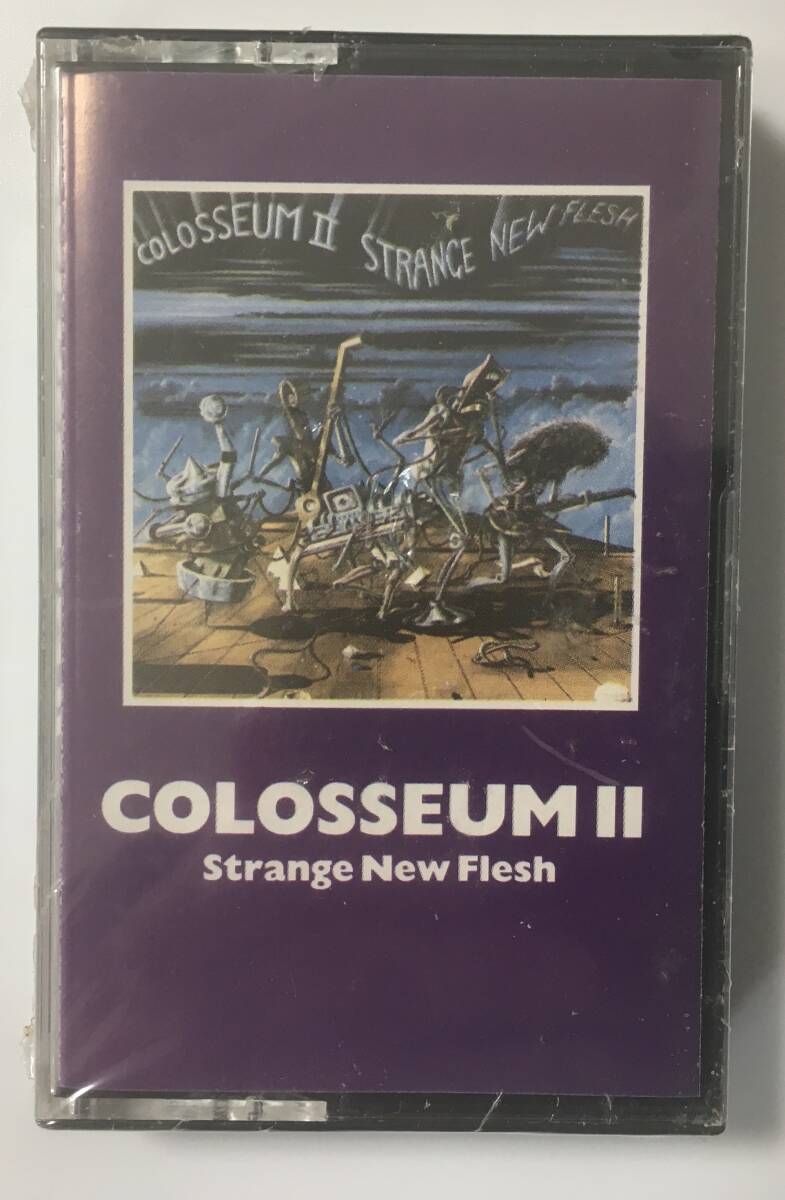 COLOSSEUM II STRANGE NEW FLESH
COLOSSEUM II
Strange New Flesh